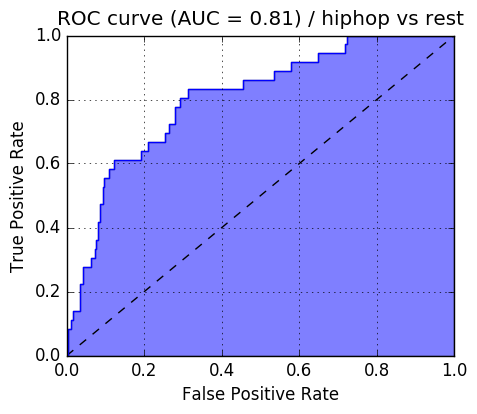 ROC curve (AUC = 0.81) / hiphop vs rest
1.0
0.8
0.6
0.4
0.2
0.0
True Positive Rate
0.0 0.2 0.4 0.6 0.8 1.0
False Positive Rate